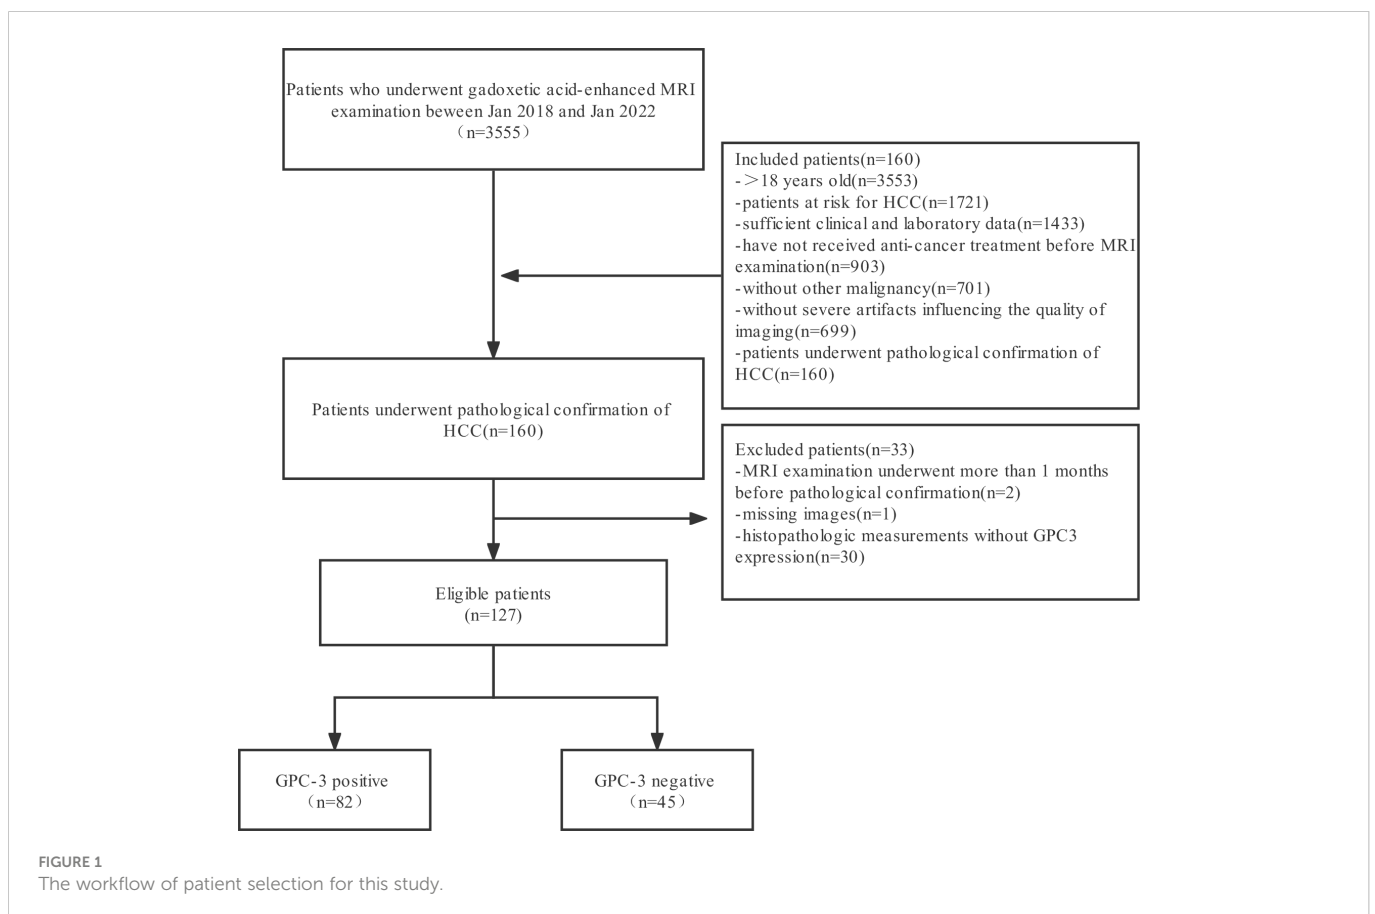 Patients who underwent gadoxetic acid-enhanced MRI
examination beween Jan 2018 and Jan 2022
（n=3555）
Included patients(n=160)
-＞18 years old(n=3553)
-patients at risk for HCC(n=1721)
-sufficient clinical and laboratory data(n=1433)
-have not received anti-cancer treatment before MRI
examination(n=903)
-without other malignancy(n=701)
-without severe artifacts influencing the quality of
imaging(n=699)
-patients underwent pathological confirmation of
HCC(n=160)
Patients underwent pathological confirmation of
HCC(n=160)
Excluded patients(n=33)
-MRI examination underwent more than 1 months
before pathological confirmation(n=2)
-missing images(n=1)
-histopathologic measurements without GPC3
expression(n=30)
Eligible patients
(n=127)
GPC-3 positive
（n=82）
GPC-3 negative
（n=45）
FIGURE 1
The workflow of patient selection for this study.